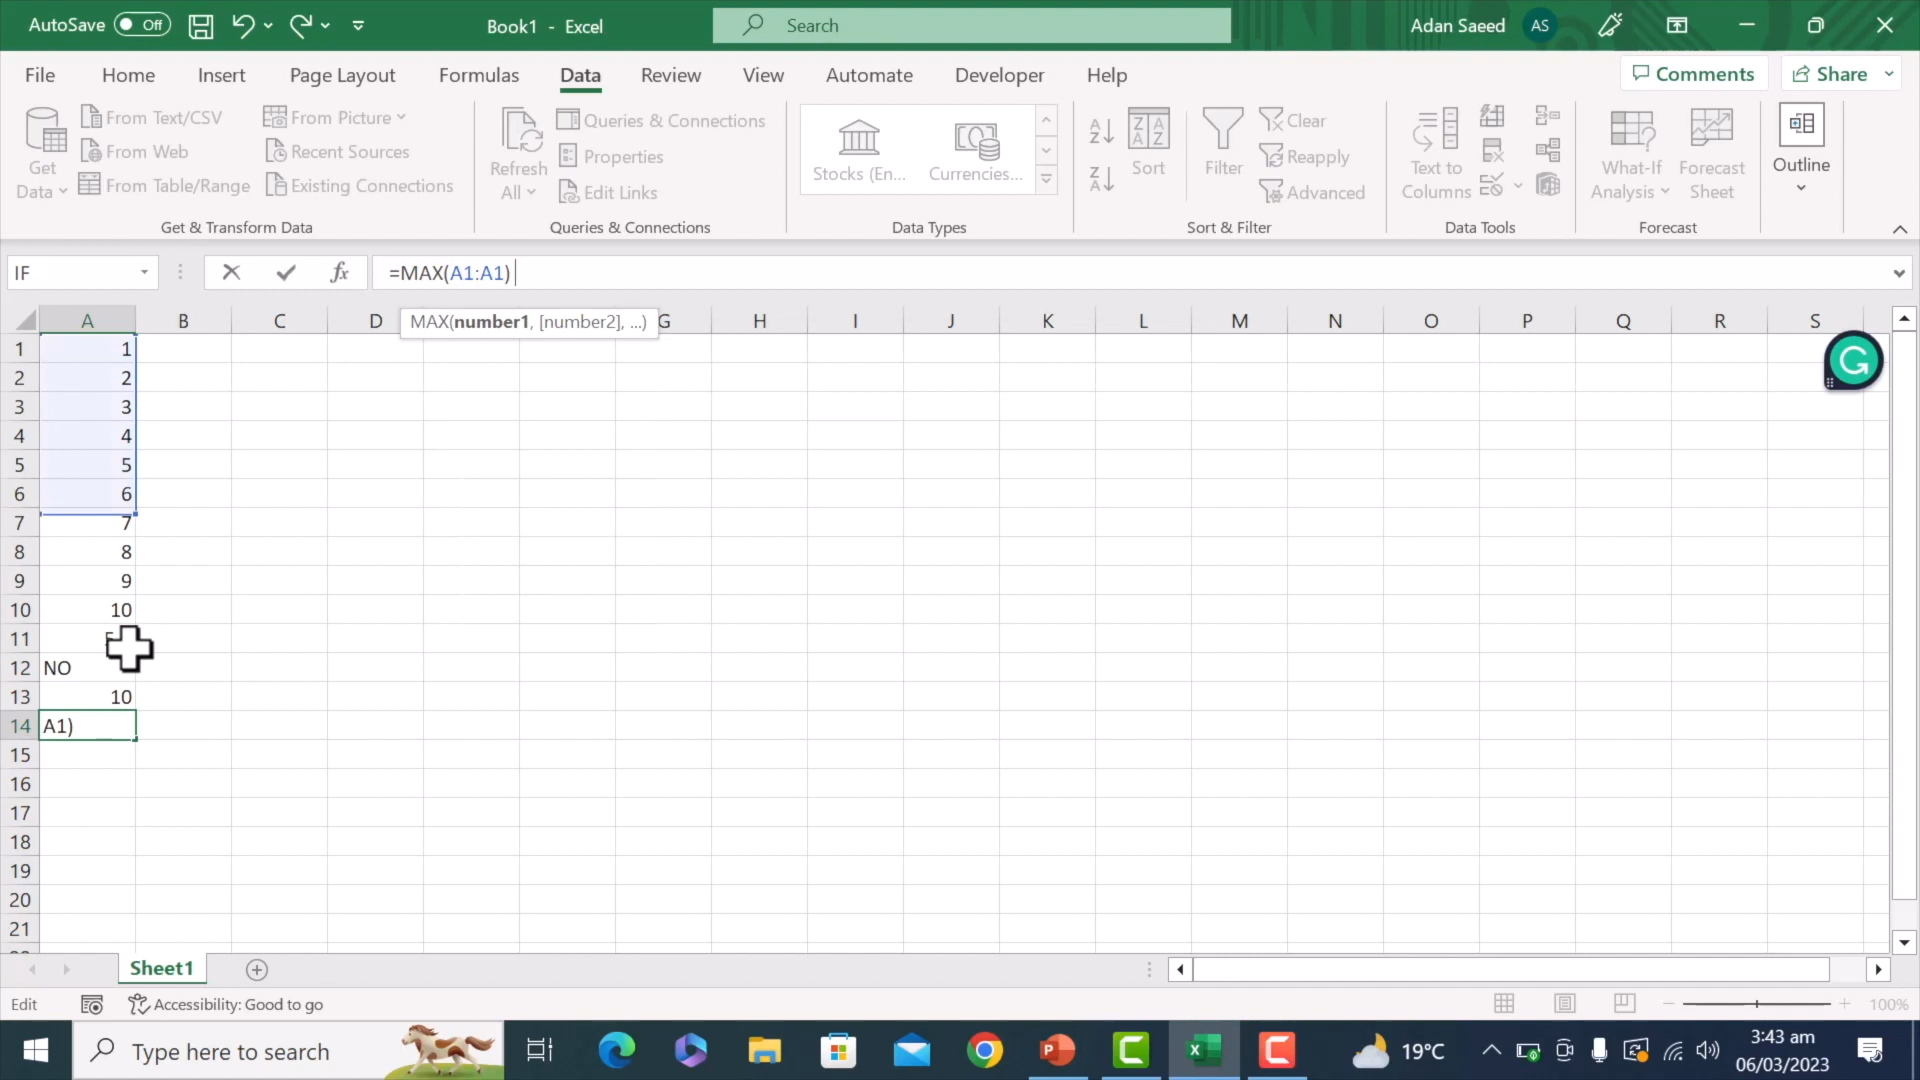 AutoSave Off Book1 - Excel Search Adan Saeed AS
File Home Insert Page Layout Formulas Data Review View Automate Developer Help Comments Share
Get Data
From Text/CSV
From Web
From Table/Range
From Picture
Recent Sources
Existing Connections
Get & Transform Data
Refresh All
Queries & Connections
Properties
Edit Links
Queries & Connections
Stocks (En... Currencies...
Data Types
Sort
Filter
Clear
Reapply
Advanced
Sort & Filter
Text to Columns
Data Tools
What-If Analysis
Forecast Sheet
Forecast
Outline
IF fx =MAX(A1:A1)
MAX(number1, [number2], ...)
A B C D G H I J K L M N O P Q R S
1 1
2 2
3 3
4 4
5 5
6 6
7 7
8 8
9 9
10 10
11
12 NO
13 10
14 A1)
15
16
17
18
19
20
21
Sheet1
Edit Accessibility: Good to go 100%
Type here to search 19°C 3:43 am
06/03/2023